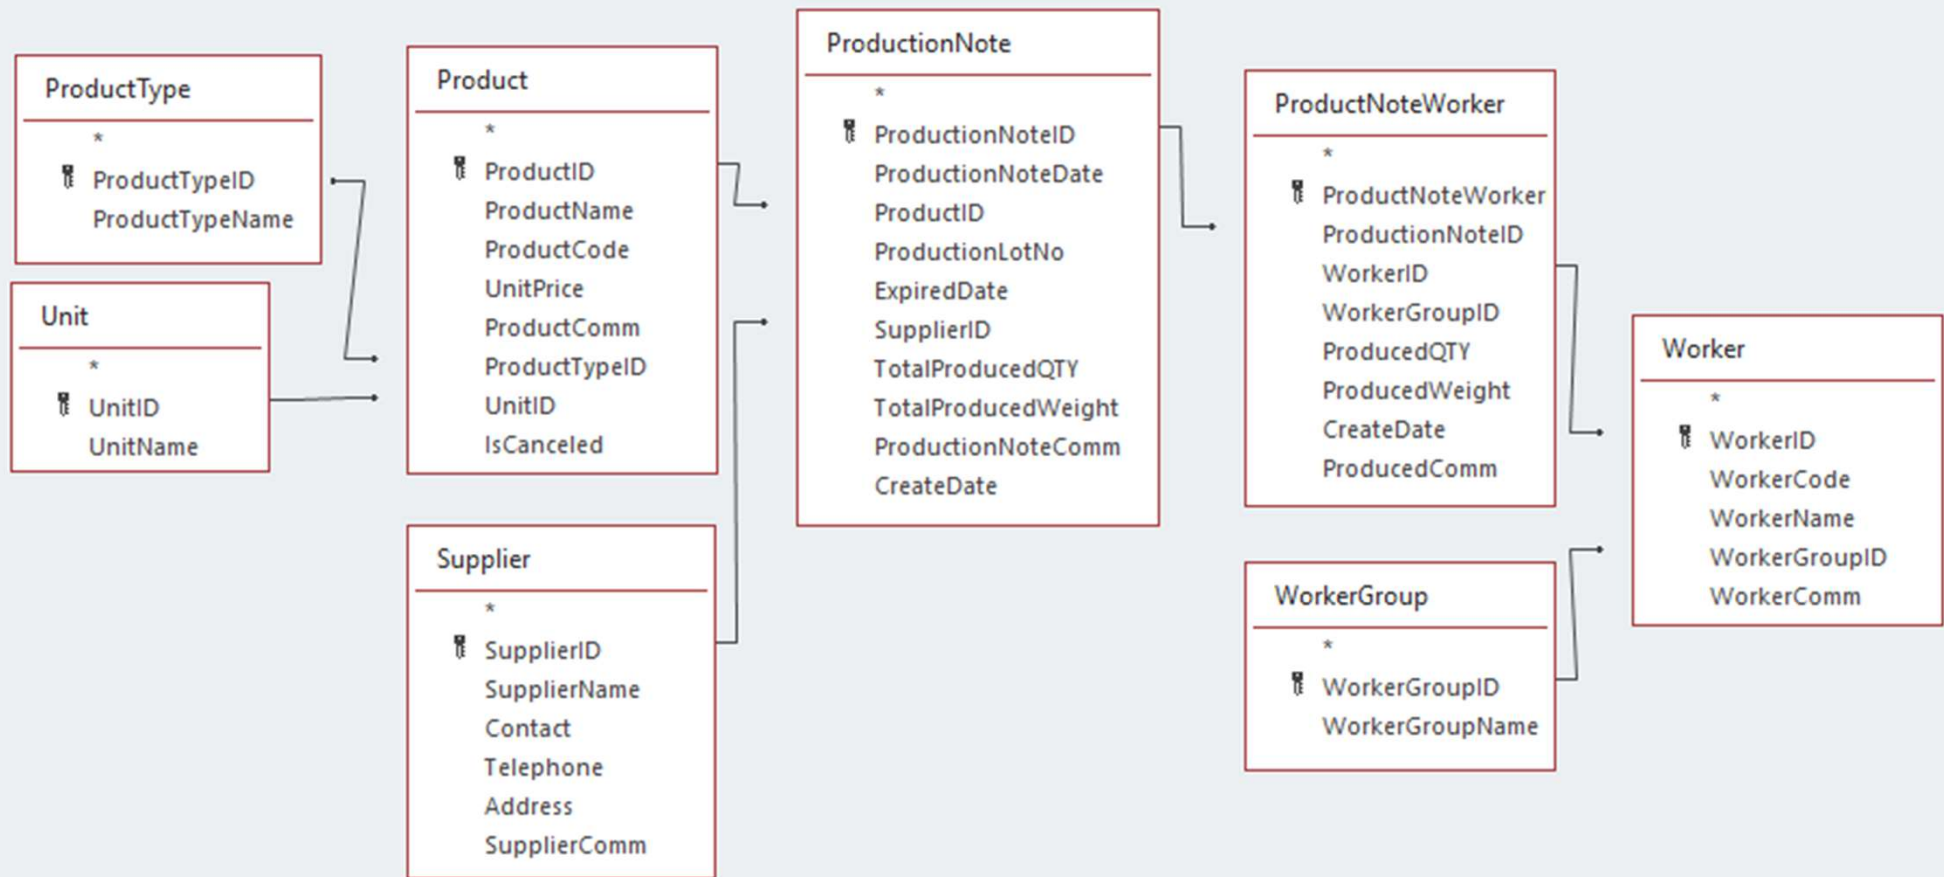 ProductType
*
ProductTypeID
ProductTypeName
Unit
*
UnitID
UnitName
Product
*
ProductID
ProductName
ProductCode
UnitPrice
ProductComm
ProductTypeID
UnitID
IsCanceled
Supplier
*
SupplierID
SupplierName
Contact
Telephone
Address
SupplierComm
ProductionNote
*
ProductionNoteID
ProductionNoteDate
ProductID
ProductionLotNo
ExpiredDate
SupplierID
TotalProducedQTY
TotalProducedWeight
ProductionNoteComm
CreateDate
ProductNoteWorker
*
ProductNoteWorker
ProductionNoteID
WorkerID
WorkerGroupID
ProducedQTY
ProducedWeight
CreateDate
ProducedComm
WorkerGroup
*
WorkerGroupID
WorkerGroupName
Worker
*
WorkerID
WorkerCode
WorkerName
WorkerGroupID
WorkerComm